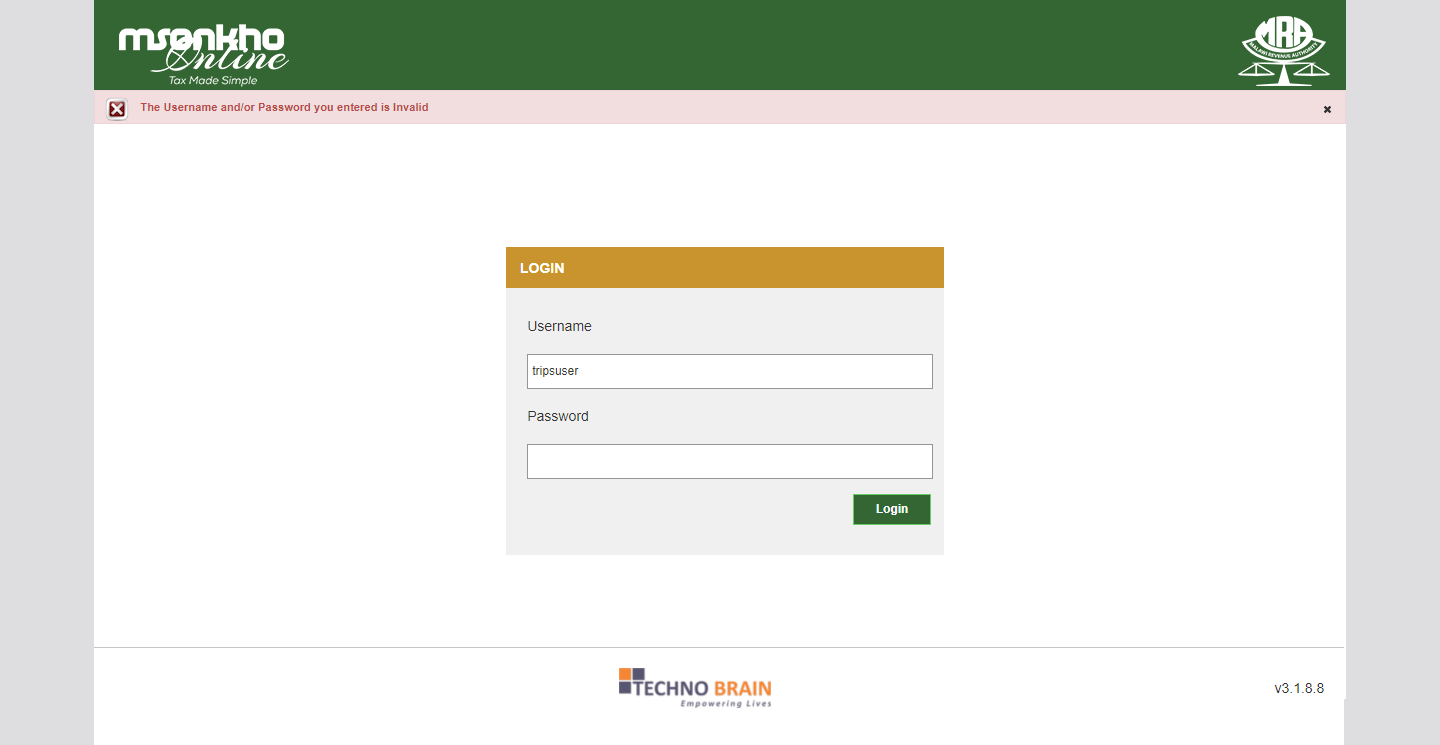 msonkho
Online
Tax Made Simple
MRA
MALAWI REVENUE AUTHORITY
The Username and/or Password you entered is Invalid
LOGIN
Username
tripsuser
Password
Login
TECHNO BRAIN
Empowering Lives
v3.1.8.8